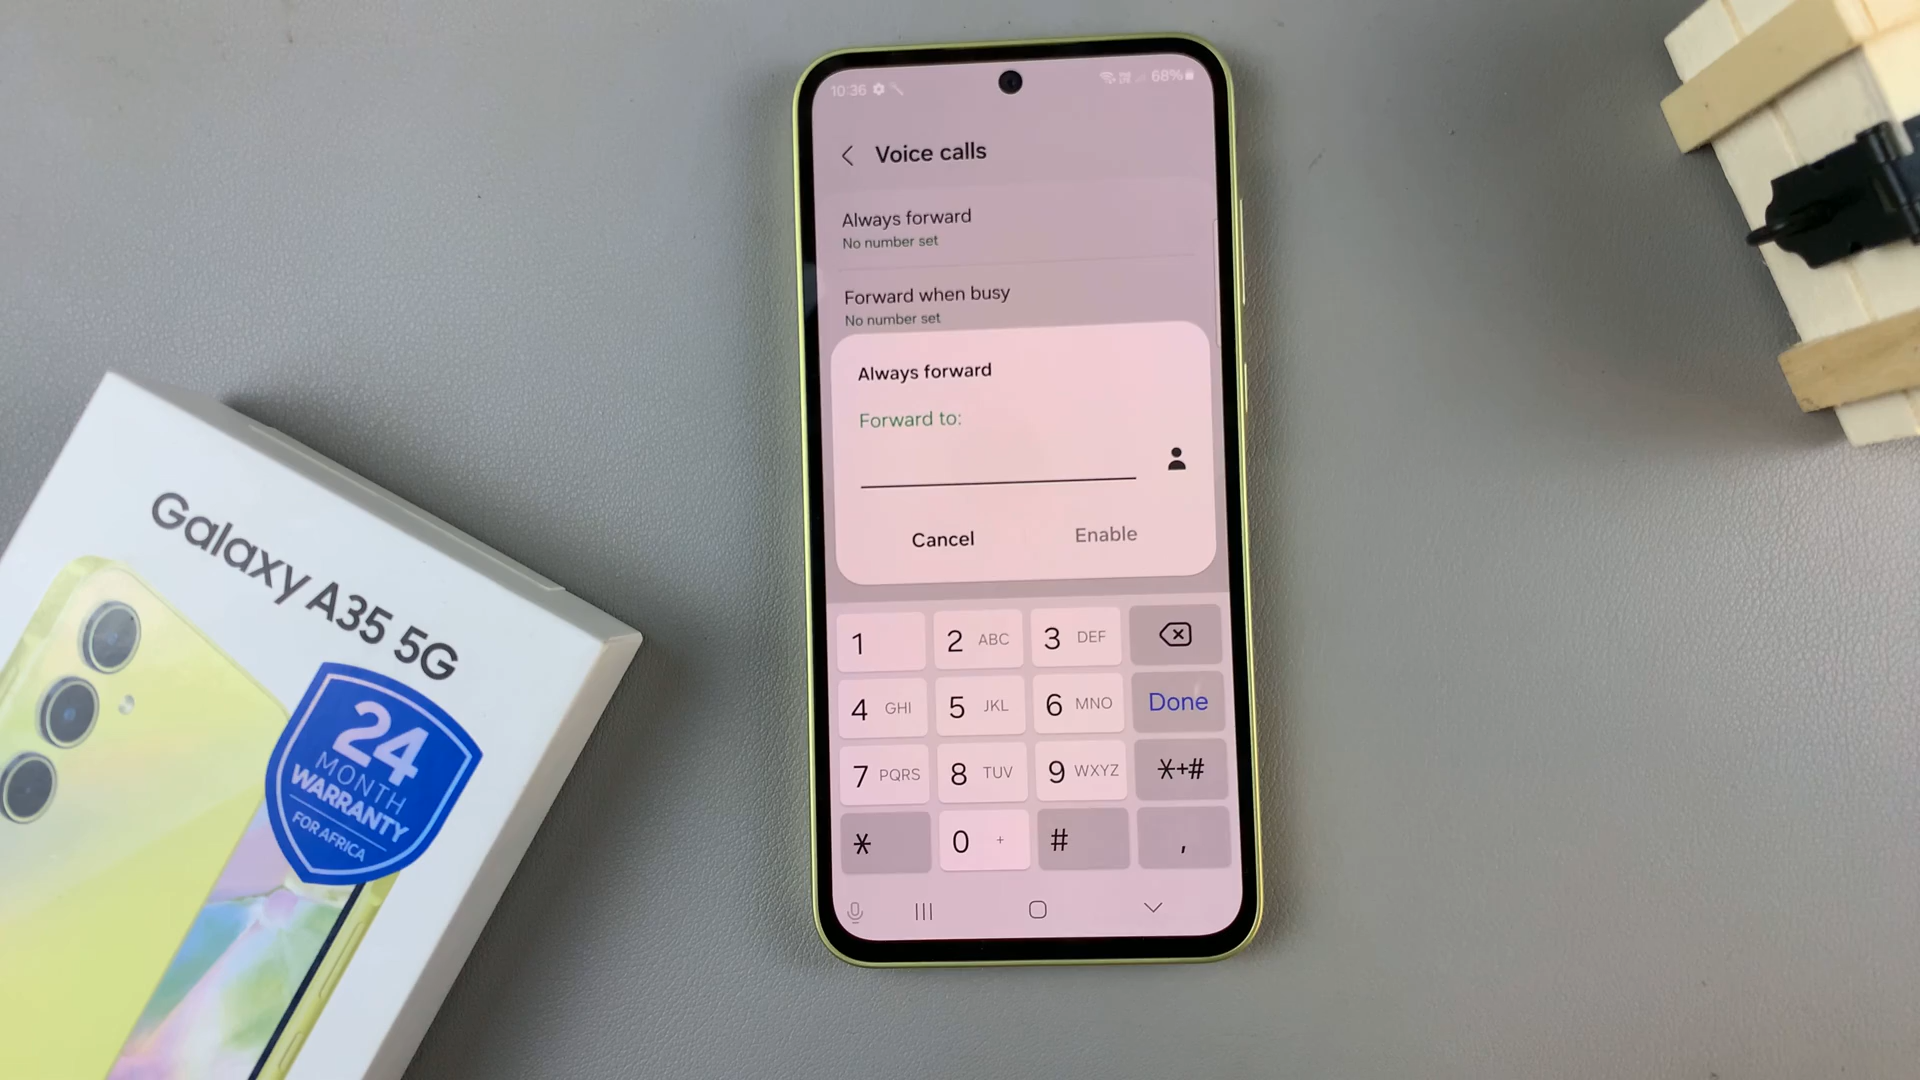 10:36
68%
Voice calls
Always forward
No number set
Forward when busy
No number set
Always forward
Forward to:
Cancel
Enable
1
2 ABC
3 DEF
4 GHI
5 JKL
6 MNO
Done
7 PQRS
8 TUV
9 WXYZ
*+#
*
0 +
#
,
Galaxy A35 5G
24
MONTH
WARRANTY
FOR AFRICA